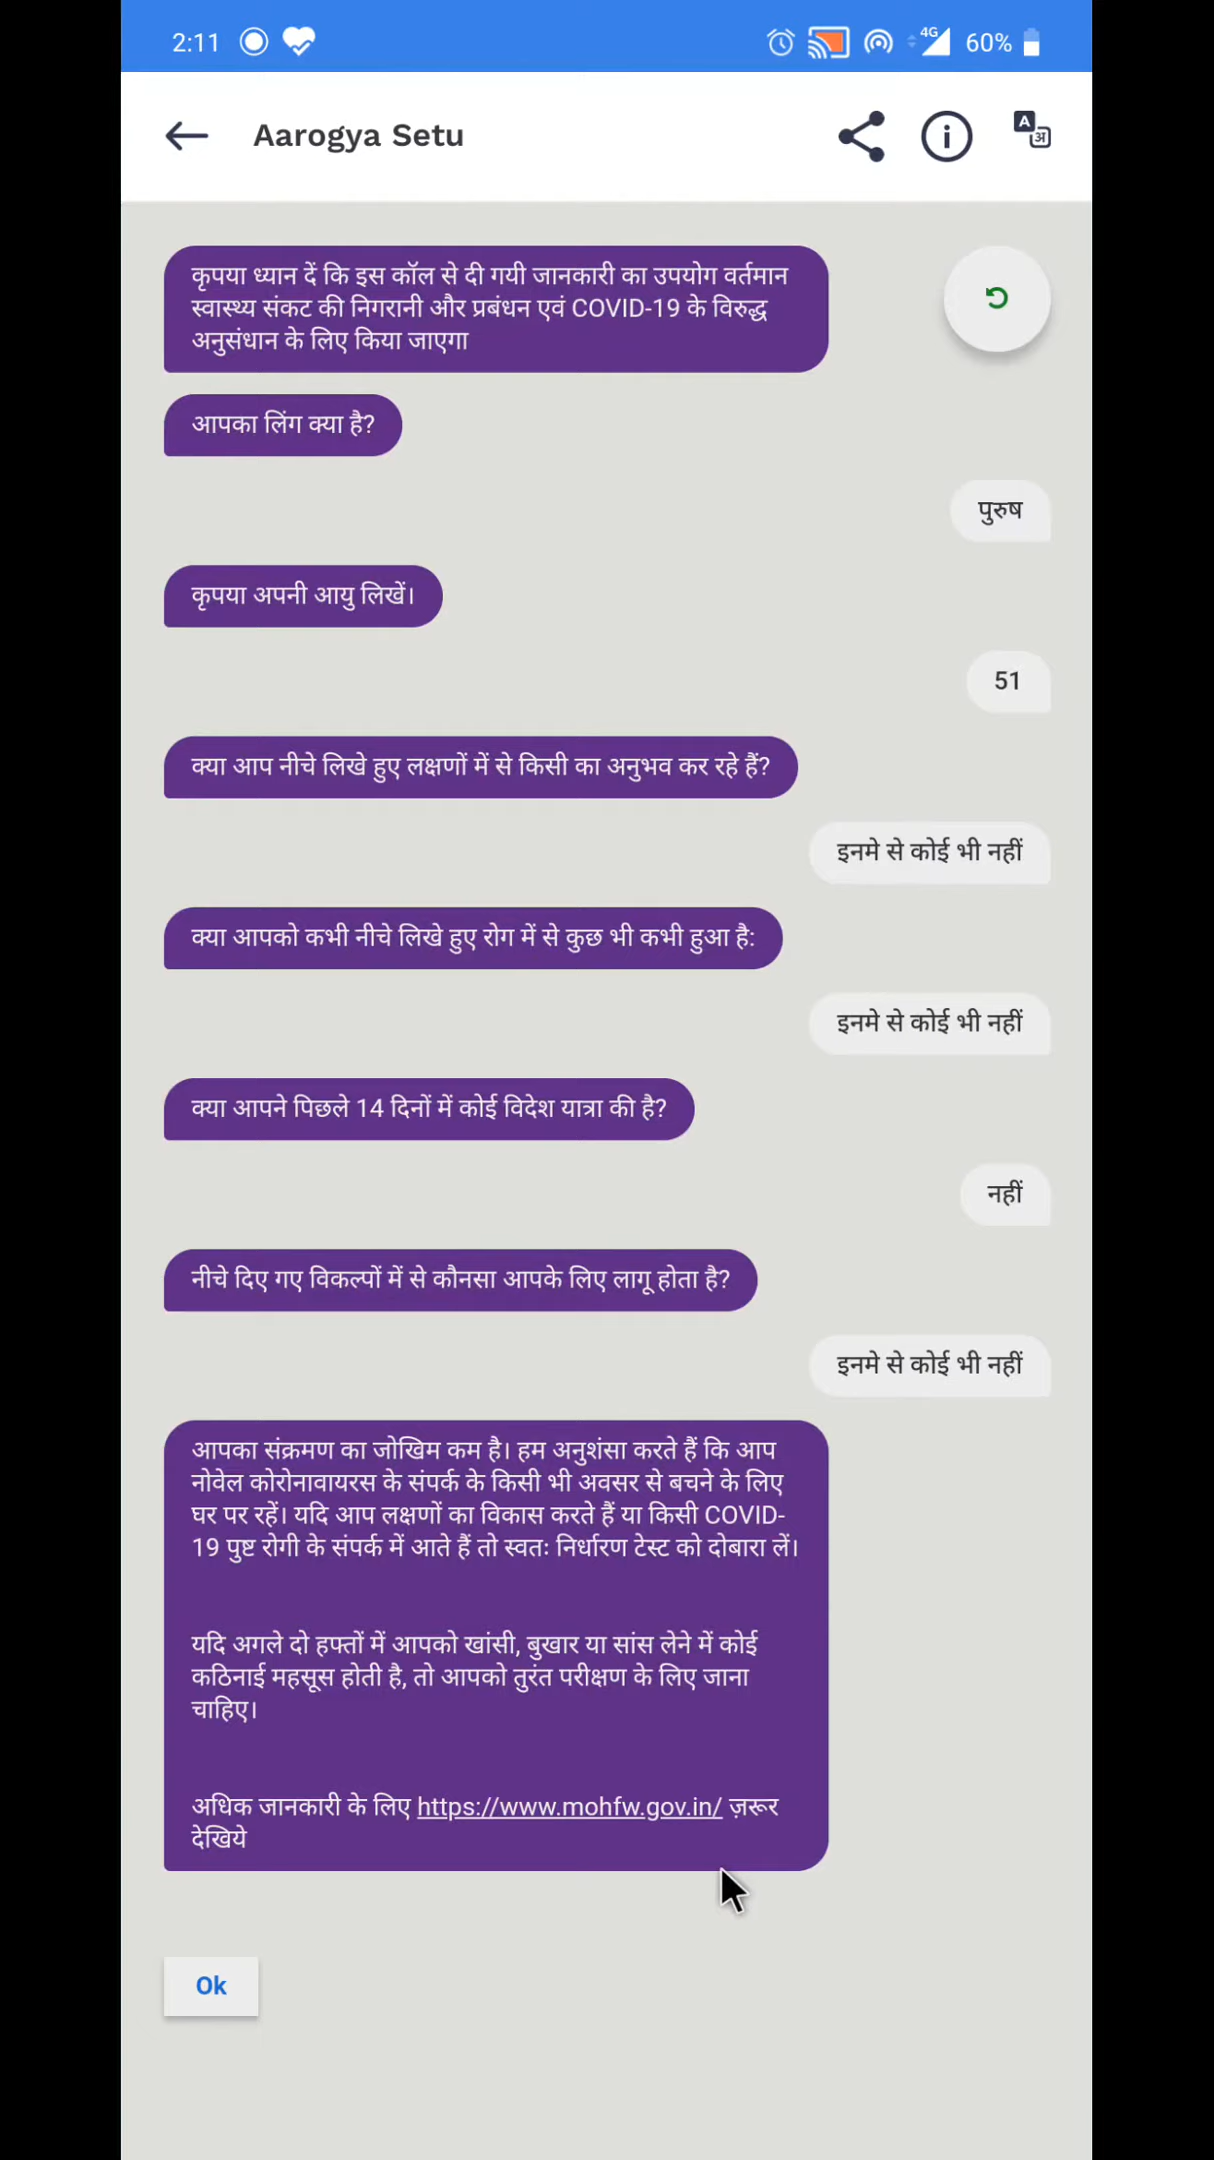 2:11
4G
60%
Aarogya Setu
A
अ
कृपया ध्यान दें कि इस कॉल से दी गयी जानकारी का उपयोग वर्तमान
स्वास्थ्य संकट की निगरानी और प्रबंधन एवं COVID-19 के विरुद्ध
अनुसंधान के लिए किया जाएगा
आपका लिंग क्या है?
पुरुष
कृपया अपनी आयु लिखें।
51
क्या आप नीचे लिखे हुए लक्षणों में से किसी का अनुभव कर रहे हैं?
इनमे से कोई भी नहीं
क्या आपको कभी नीचे लिखे हुए रोग में से कुछ भी कभी हुआ है:
इनमे से कोई भी नहीं
क्या आपने पिछले 14 दिनों में कोई विदेश यात्रा की है?
नहीं
नीचे दिए गए विकल्पों में से कौनसा आपके लिए लागू होता है?
इनमे से कोई भी नहीं
आपका संक्रमण का जोखिम कम है। हम अनुशंसा करते हैं कि आप
नोवेल कोरोनावायरस के संपर्क के किसी भी अवसर से बचने के लिए
घर पर रहें। यदि आप लक्षणों का विकास करते हैं या किसी COVID-
19 पुष्ट रोगी के संपर्क में आते हैं तो स्वतः निर्धारण टेस्ट को दोबारा लें।
यदि अगले दो हफ्तों में आपको खांसी, बुखार या सांस लेने में कोई
कठिनाई महसूस होती है, तो आपको तुरंत परीक्षण के लिए जाना
चाहिए।
अधिक जानकारी के लिए https://www.mohfw.gov.in/ ज़रूर
देखिये
Ok